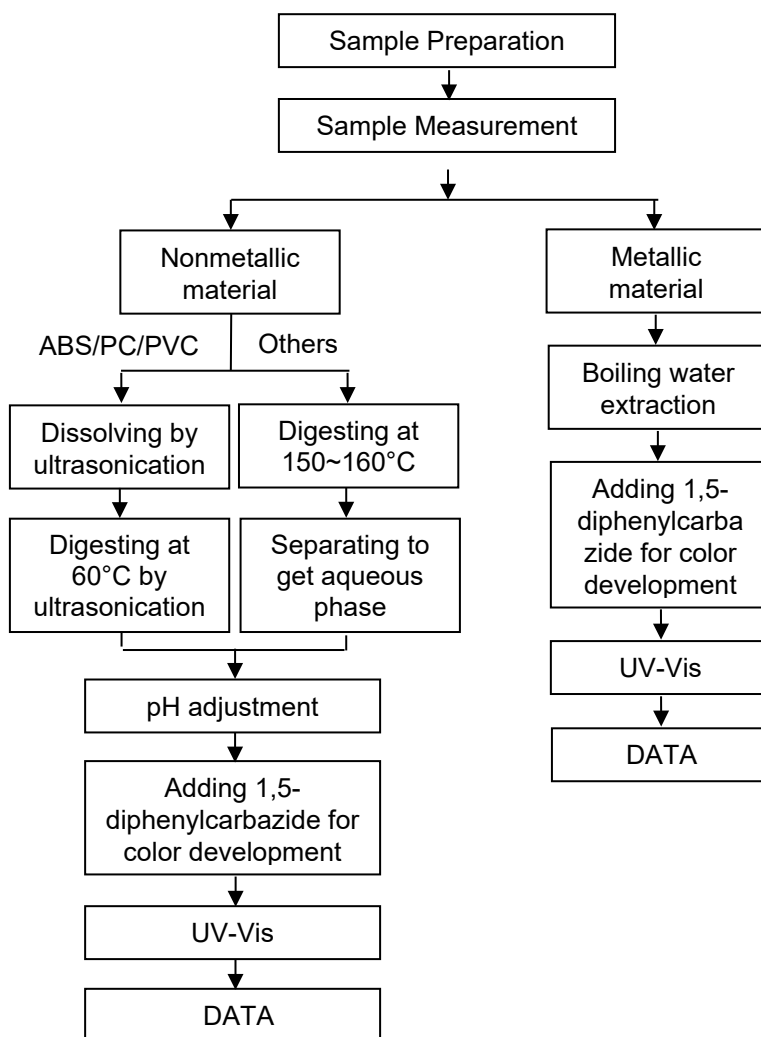 Sample Preparation
Sample Measurement
Nonmetallic
material
Metallic
material
ABS/PC/PVC
Others
Boiling water
extraction
Dissolving by
ultrasonication
Digesting at
150~160°C
Adding 1,5-
diphenylcarba
zide for color
development
Digesting at
60°C by
ultrasonication
Separating to
get aqueous
phase
UV-Vis
pH adjustment
DATA
Adding 1,5-
diphenylcarbazide for
color development
UV-Vis
DATA